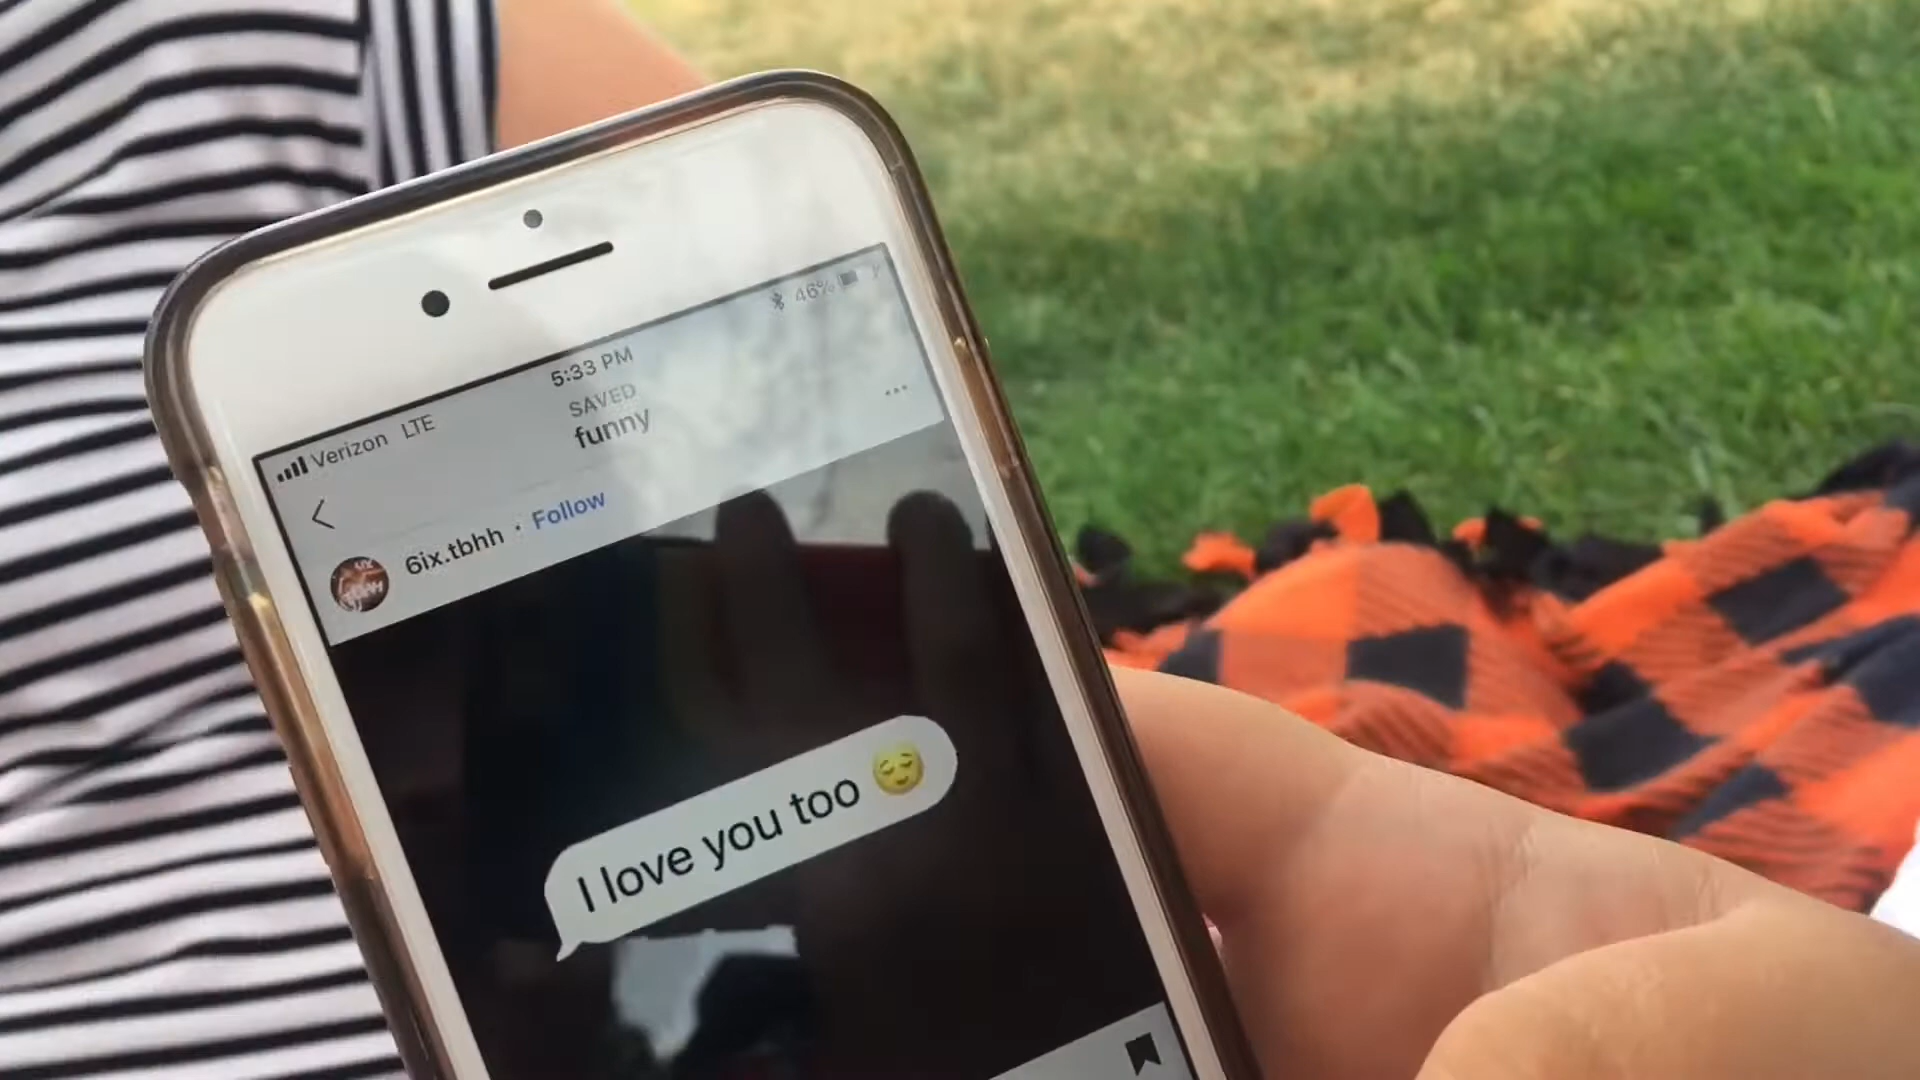 Verizon LTE
5:33 PM
46%
SAVED
funny
6ix.tbhh • Follow
I love you too 😌